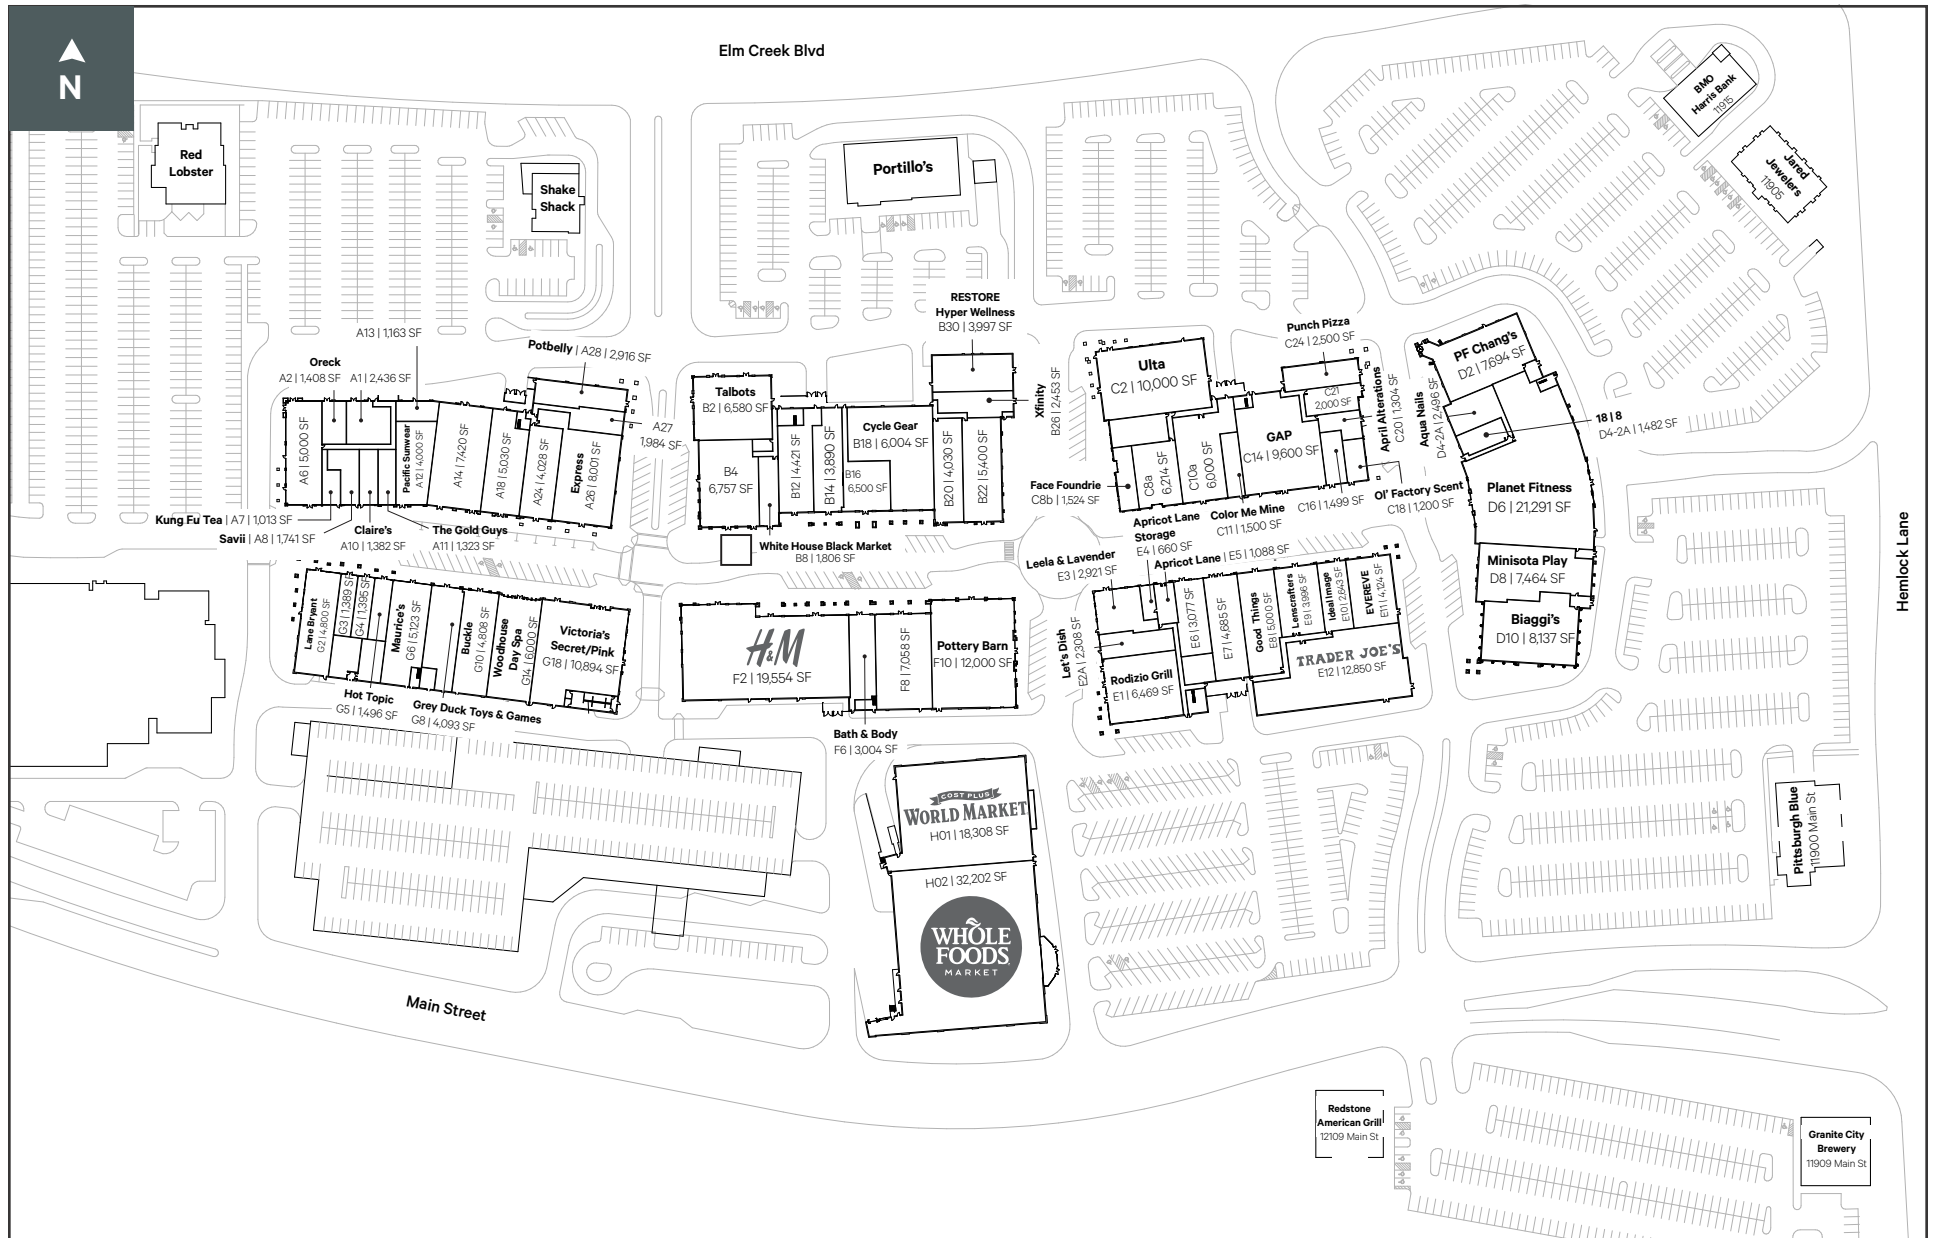 Elm Creek Blvd
N
BMO
Harris Bank
11915
Red
Lobster
Shake
Shack
Portillo's
Jared
Jewelers
11905
A13 | 1,163 SF
Oreck
A2 | 1,408 SF
A1 | 2,436 SF
Potbelly | A28 | 2,916 SF
A27
1,984 SF
A6 | 5,000 SF
Pacific Sunwear
A12 | 4,000 SF
A14 | 7,420 SF
A18 | 5,030 SF
A24 | 4,028 SF
Express
A26 | 8,001 SF
Kung Fu Tea | A7 | 1,013 SF
Savii | A8 | 1,741 SF
Claire's
A10 | 1,382 SF
The Gold Guys
A11 | 1,323 SF
RESTORE
Hyper Wellness
B30 | 3,997 SF
Xfinity
B26 | 2,453 SF
Talbots
B2 | 6,580 SF
B4
6,757 SF
B12 | 4,421 SF
B14 | 3,890 SF
Cycle Gear
B18 | 6,004 SF
B16
6,500 SF
B20 | 4,030 SF
B22 | 5,400 SF
White House Black Market
B8 | 1,806 SF
Ulta
C2 | 10,000 SF
Punch Pizza
C24 | 2,500 SF
C21
2,000 SF
April Alterations
C20 | 1,304 SF
GAP
C14 | 9,600 SF
C8a
6,214 SF
C10a
6,000 SF
Face Foundrie
C8b | 1,524 SF
Color Me Mine
C11 | 1,500 SF
C16 | 1,499 SF
Ol' Factory Scent
C18 | 1,200 SF
PF Chang's
D2 | 7,694 SF
Aqua Nails
D4-2A | 2,496 SF
18 | 8
D4-2A | 1,482 SF
Planet Fitness
D6 | 21,291 SF
Minisota Play
D8 | 7,464 SF
Biaggi's
D10 | 8,137 SF
Hemlock Lane
Lane Bryant
G2 | 4,800 SF
G3 | 1,389 SF
G4 | 1,395 SF
Maurice's
G6 | 5,123 SF
Buckle
G10 | 4,808 SF
Woodhouse
Day Spa
G14 | 6,000 SF
Victoria's
Secret/Pink
G18 | 10,894 SF
Hot Topic
G5 | 1,496 SF
Grey Duck Toys & Games
G8 | 4,093 SF
H&M
F2 | 19,554 SF
F8 | 7,058 SF
Pottery Barn
F10 | 12,000 SF
Bath & Body
F6 | 3,004 SF
Leela & Lavender
E3 | 2,921 SF
Apricot Lane
Storage
E4 | 660 SF
Apricot Lane | E5 | 1,088 SF
Let's Dish
E2A | 2,308 SF
Rodizio Grill
E1 | 6,469 SF
E6 | 3,077 SF
E7 | 4,685 SF
Good Things
E8 | 5,000 SF
Lenscrafters
E9 | 3,996 SF
Ideal Image
E10 | 2,643 SF
EVEREVE
E11 | 4,124 SF
TRADER JOE'S
E12 | 12,850 SF
COST PLUS
WORLD MARKET
H01 | 18,308 SF
H02 | 32,202 SF
WHOLE
FOODS
MARKET
Pittsburgh Blue
11900 Main St
Main Street
Redstone
American Grill
12109 Main St
Granite City
Brewery
11909 Main St